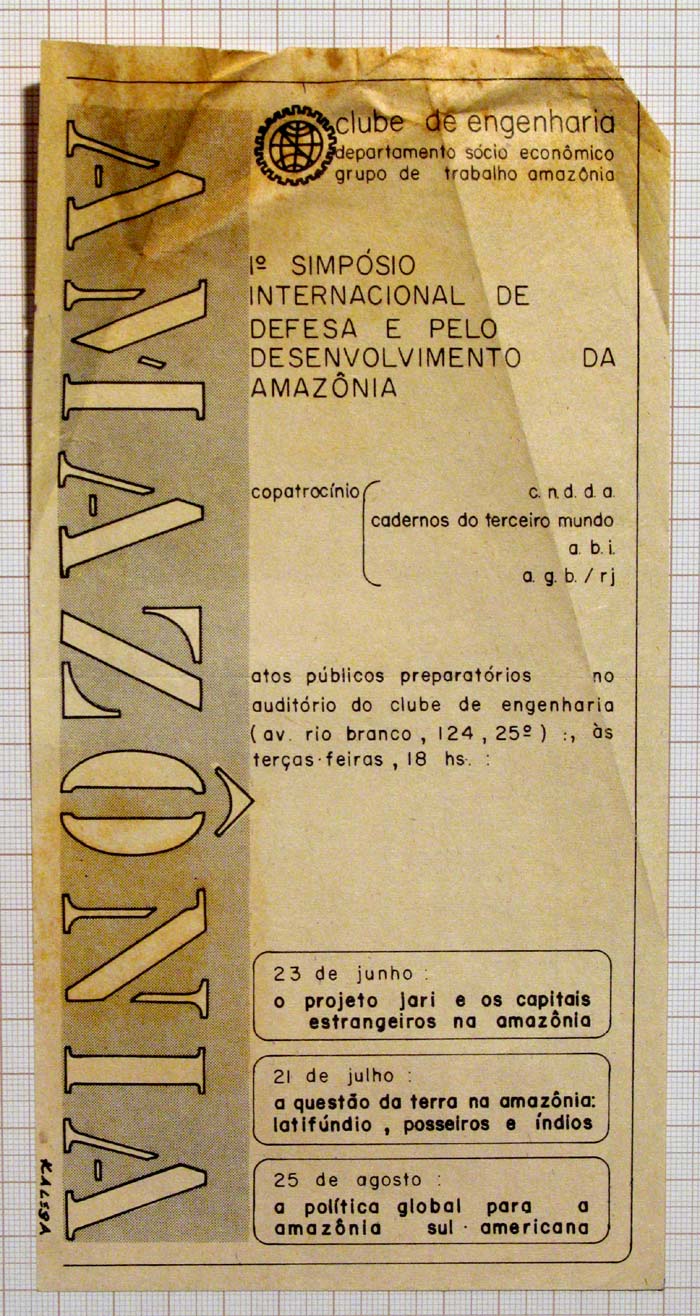 AMAZÔNIA
clube de engenharia
departamento sócio econômico
grupo de trabalho amazônia
1º SIMPÓSIO
INTERNACIONAL DE
DEFESA E PELO
DESENVOLVIMENTO DA
AMAZÔNIA
copatrocínio
c. n. d. d. a.
cadernos do terceiro mundo
a. b. i.
a. g. b. / rj
atos públicos preparatórios no
auditório do clube de engenharia
( av. rio branco , 124 , 25º ) :, às
terças-feiras , 18 hs. :
23 de junho :
o projeto jari e os capitais
estrangeiros na amazônia
21 de julho :
a questão da terra na amazônia:
latifúndio , posseiros e índios
25 de agosto :
a política global para a
amazônia sul - americana